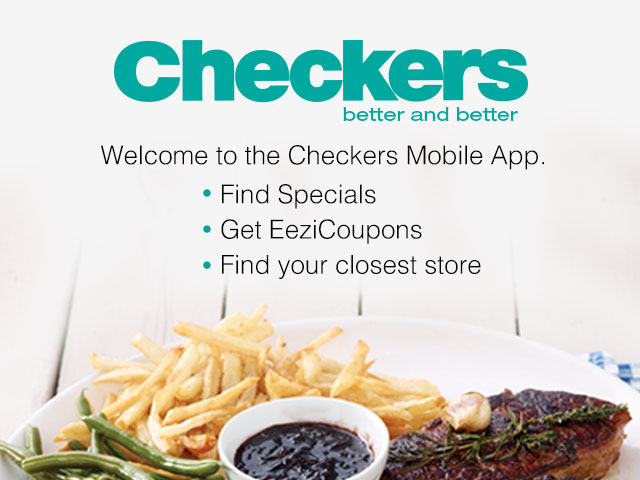 Checkers
better and better
Welcome to the Checkers Mobile App.
• Find Specials
• Get EeziCoupons
• Find your closest store